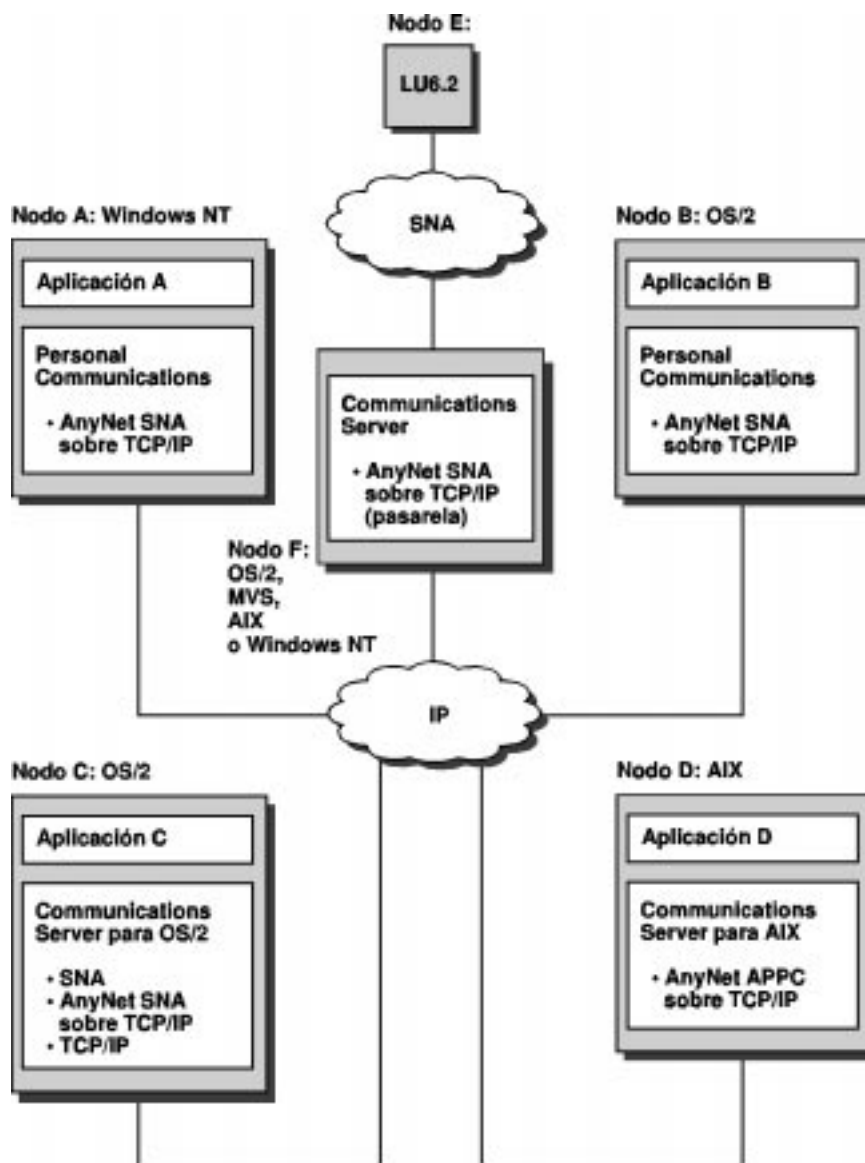 Nodo E:
LU6.2
SNA
Nodo A: Windows NT
Aplicación A
Personal
Communications
• AnyNet SNA
sobre TCP/IP
Communications
Server
• AnyNet SNA
sobre TCP/IP
(pasarela)
Nodo F:
OS/2,
MVS,
AIX
o Windows NT
Nodo B: OS/2
Aplicación B
Personal
Communications
• AnyNet SNA
sobre TCP/IP
IP
Nodo C: OS/2
Aplicación C
Communications
Server para OS/2
• SNA
• AnyNet SNA
sobre TCP/IP
• TCP/IP
Nodo D: AIX
Aplicación D
Communications
Server para AIX
• AnyNet APPC
sobre TCP/IP